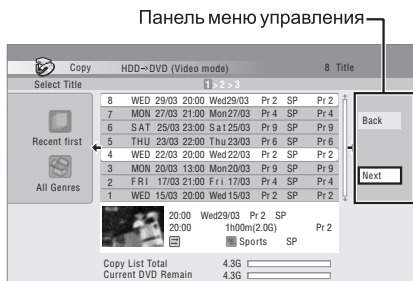 Панель меню управления
Copy HDD->DVD (Video mode) 8 Title
Select Title 1 > 2 > 3
8 WED 29/03 20:00 Wed29/03 Pr 2 SP Pr 2
7 MON 27/03 21:00 Mon27/03 Pr 4 SP Pr 4
6 SAT 25/03 23:00 Sat25/03 Pr 9 SP Pr 9
5 THU 23/03 22:00 Thu23/03 Pr 6 SP Pr 6
4 WED 22/03 20:00 Wed22/03 Pr 2 SP Pr 2
3 MON 20/03 13:00 Mon20/03 Pr 9 SP Pr 9
2 FRI 17/03 21:00 Fri 17/03 Pr 4 SP Pr 4
1 WED 15/03 20:00 Wed15/03 Pr 2 SP Pr 2
Recent first
All Genres
Back
Next
20:00 Wed29/03 Pr 2 SP
20:00 1h00m(2.0G) Pr 2
Sports SP
Copy List Total 4.3G
Current DVD Remain 4.3G